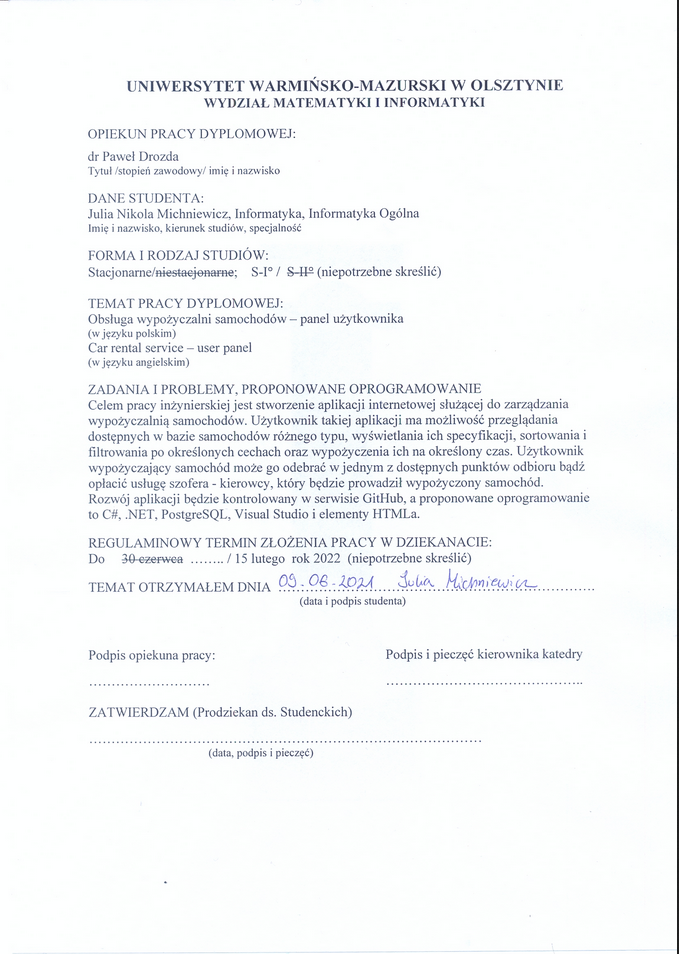 UNIWERSYTET WARMIŃSKO-MAZURSKI W OLSZTYNIE
WYDZIAŁ MATEMATYKI I INFORMATYKI
OPIEKUN PRACY DYPLOMOWEJ:
dr Paweł Drozda
Tytuł /stopień zawodowy/ imię i nazwisko
DANE STUDENTA:
Julia Nikola Michniewicz, Informatyka, Informatyka Ogólna
Imię i nazwisko, kierunek studiów, specjalność
FORMA I RODZAJ STUDIÓW:
Stacjonarne/niestacjonarne; S-I° / S-II° (niepotrzebne skreślić)
TEMAT PRACY DYPLOMOWEJ:
Obsługa wypożyczalni samochodów – panel użytkownika
(w języku polskim)
Car rental service – user panel
(w języku angielskim)
ZADANIA I PROBLEMY, PROPONOWANE OPROGRAMOWANIE
Celem pracy inżynierskiej jest stworzenie aplikacji internetowej służącej do zarządzania
wypożyczalnią samochodów. Użytkownik takiej aplikacji ma możliwość przeglądania
dostępnych w bazie samochodów różnego typu, wyświetlania ich specyfikacji, sortowania i
filtrowania po określonych cechach oraz wypożyczenia ich na określony czas. Użytkownik
wypożyczający samochód może go odebrać w jednym z dostępnych punktów odbioru bądź
opłacić usługę szofera - kierowcy, który będzie prowadził wypożyczony samochód.
Rozwój aplikacji będzie kontrolowany w serwisie GitHub, a proponowane oprogramowanie
to C#, .NET, PostgreSQL, Visual Studio i elementy HTMLa.
REGULAMINOWY TERMIN ZŁOŻENIA PRACY W DZIEKANACIE:
Do 30 czerwca ........ / 15 lutego rok 2022 (niepotrzebne skreślić)
TEMAT OTRZYMAŁEM DNIA 09.06.2021 Julia Michniewicz
(data i podpis studenta)
Podpis opiekuna pracy: Podpis i pieczęć kierownika katedry
ZATWIERDZAM (Prodziekan ds. Studenckich)
(data, podpis i pieczęć)